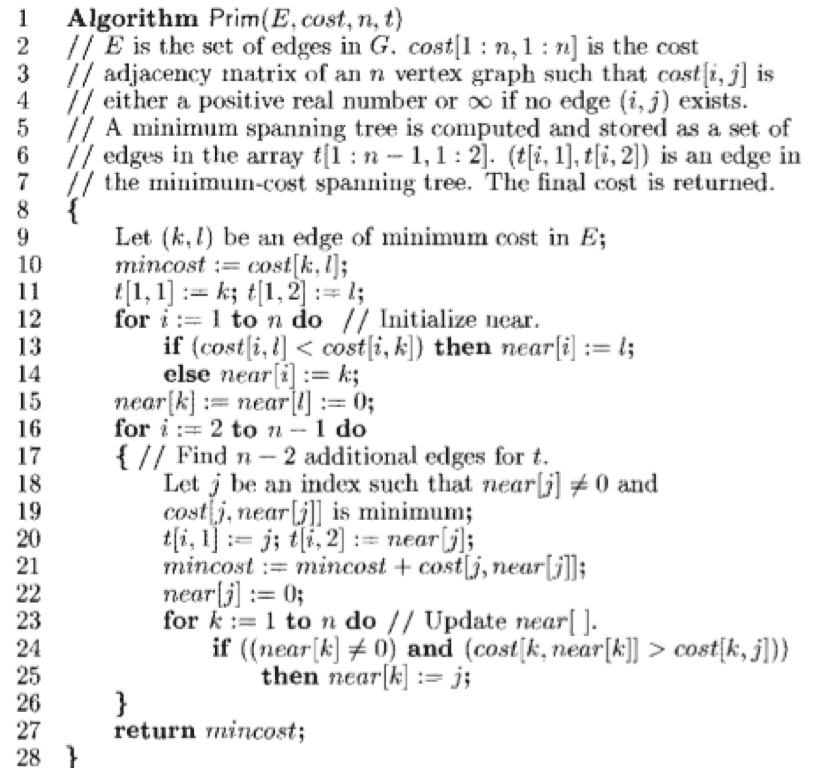 1 Algorithm Prim(E, cost, n, t)
2 // E is the set of edges in G. cost[1 : n, 1 : n] is the cost
3 // adjacency matrix of an n vertex graph such that cost[i, j] is
4 // either a positive real number or ∞ if no edge (i, j) exists.
5 // A minimum spanning tree is computed and stored as a set of
6 // edges in the array t[1 : n − 1, 1 : 2]. (t[i, 1], t[i, 2]) is an edge in
7 // the minimum-cost spanning tree. The final cost is returned.
8 {
9 Let (k, l) be an edge of minimum cost in E;
10 mincost := cost[k, l];
11 t[1, 1] := k; t[1, 2] := l;
12 for i := 1 to n do // Initialize near.
13 if (cost[i, l] < cost[i, k]) then near[i] := l;
14 else near[i] := k;
15 near[k] := near[l] := 0;
16 for i := 2 to n − 1 do
17 { // Find n − 2 additional edges for t.
18 Let j be an index such that near[j] ≠ 0 and
19 cost[j, near[j]] is minimum;
20 t[i, 1] := j; t[i, 2] := near[j];
21 mincost := mincost + cost[j, near[j]];
22 near[j] := 0;
23 for k := 1 to n do // Update near[ ].
24 if ((near[k] ≠ 0) and (cost[k, near[k]] > cost[k, j]))
25 then near[k] := j;
26 }
27 return mincost;
28 }